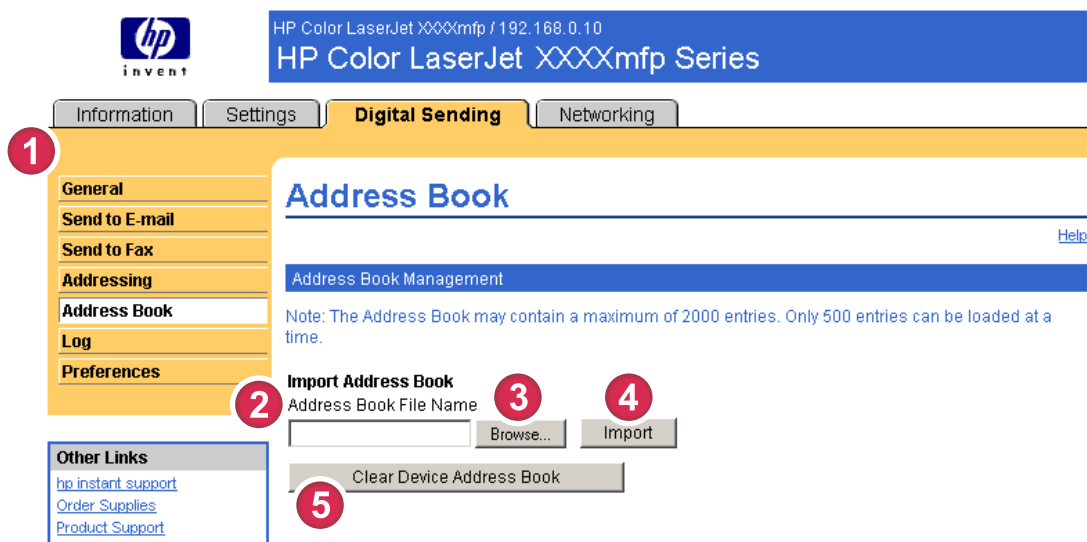 hp
invent
HP Color LaserJet XXXXmfp / 192.168.0.10
HP Color LaserJet XXXXmfp Series
Information
Settings
Digital Sending
Networking
1
General
Send to E-mail
Send to Fax
Addressing
Address Book
Log
Preferences
Other Links
hp instant support
Order Supplies
Product Support
Address Book
Help
Address Book Management
Note: The Address Book may contain a maximum of 2000 entries. Only 500 entries can be loaded at a
time.
Import Address Book
2
Address Book File Name
3
4
Browse...
Import
Clear Device Address Book
5